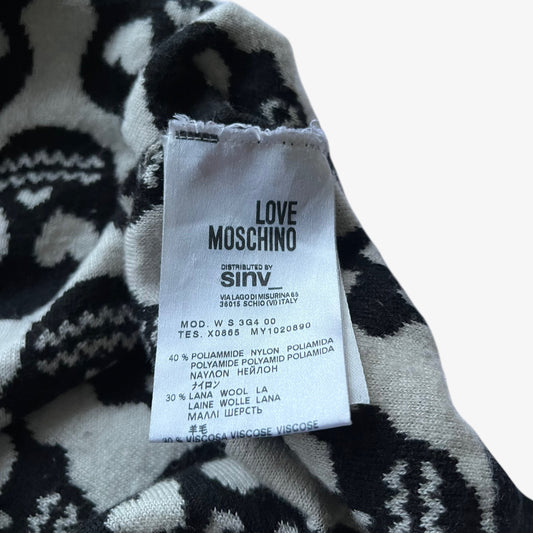 LOVE
MOSCHINO
DISTRIBUTED BY
sinv_
VIA LAGO DI MISURINA 65
36015 SCHIO (VI) ITALY
MOD. W S 3G4 00
TES. X0865 MY1020890
40 % POLIAMMIDE NYLON POLIAMIDA
POLYAMIDE POLYAMID POLIAMIDA
NAYLON НЕЙЛОН
ナイロン
30 % LANA WOOL LA
LAINE WOLLE LANA
ΜΑΛΛΙ ШЕРСТЬ
羊毛
30 % VISCOSA VISCOSE VISCOSE